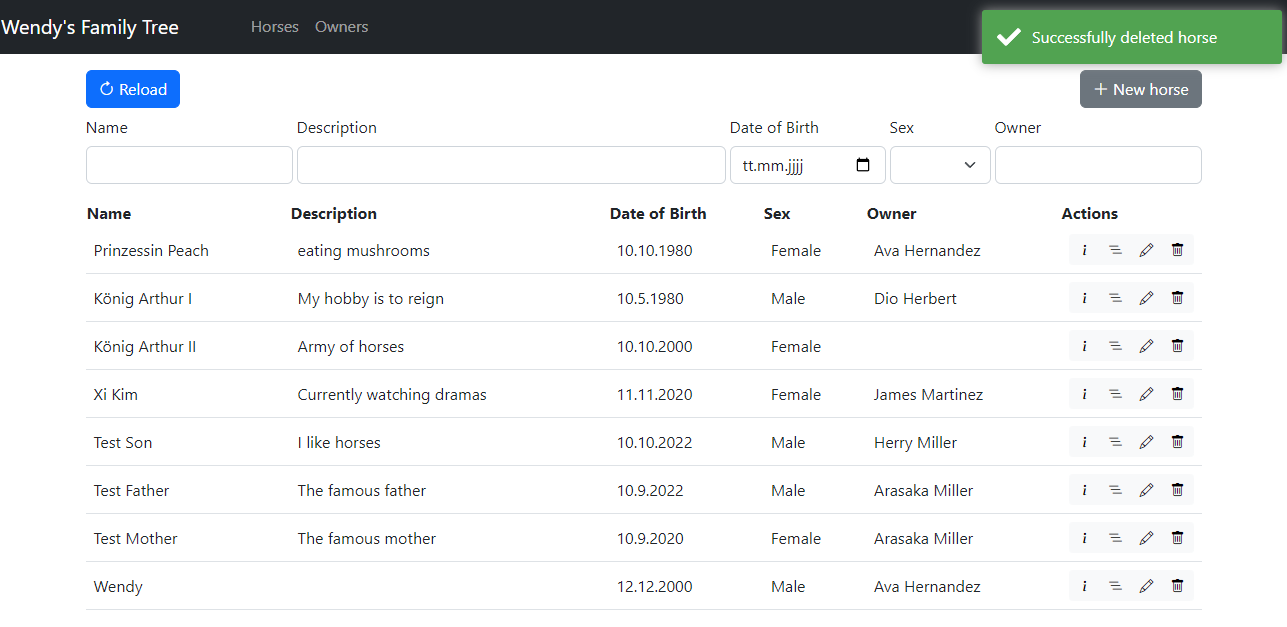 Wendy's Family Tree Horses Owners
Successfully deleted horse
Reload New horse
Name Description Date of Birth Sex Owner
tt.mm.jjjj
Name Description Date of Birth Sex Owner Actions
Prinzessin Peach eating mushrooms 10.10.1980 Female Ava Hernandez i
König Arthur I My hobby is to reign 10.5.1980 Male Dio Herbert i
König Arthur II Army of horses 10.10.2000 Female i
Xi Kim Currently watching dramas 11.11.2020 Female James Martinez i
Test Son I like horses 10.10.2022 Male Herry Miller i
Test Father The famous father 10.9.2022 Male Arasaka Miller i
Test Mother The famous mother 10.9.2020 Female Arasaka Miller i
Wendy 12.12.2000 Male Ava Hernandez i